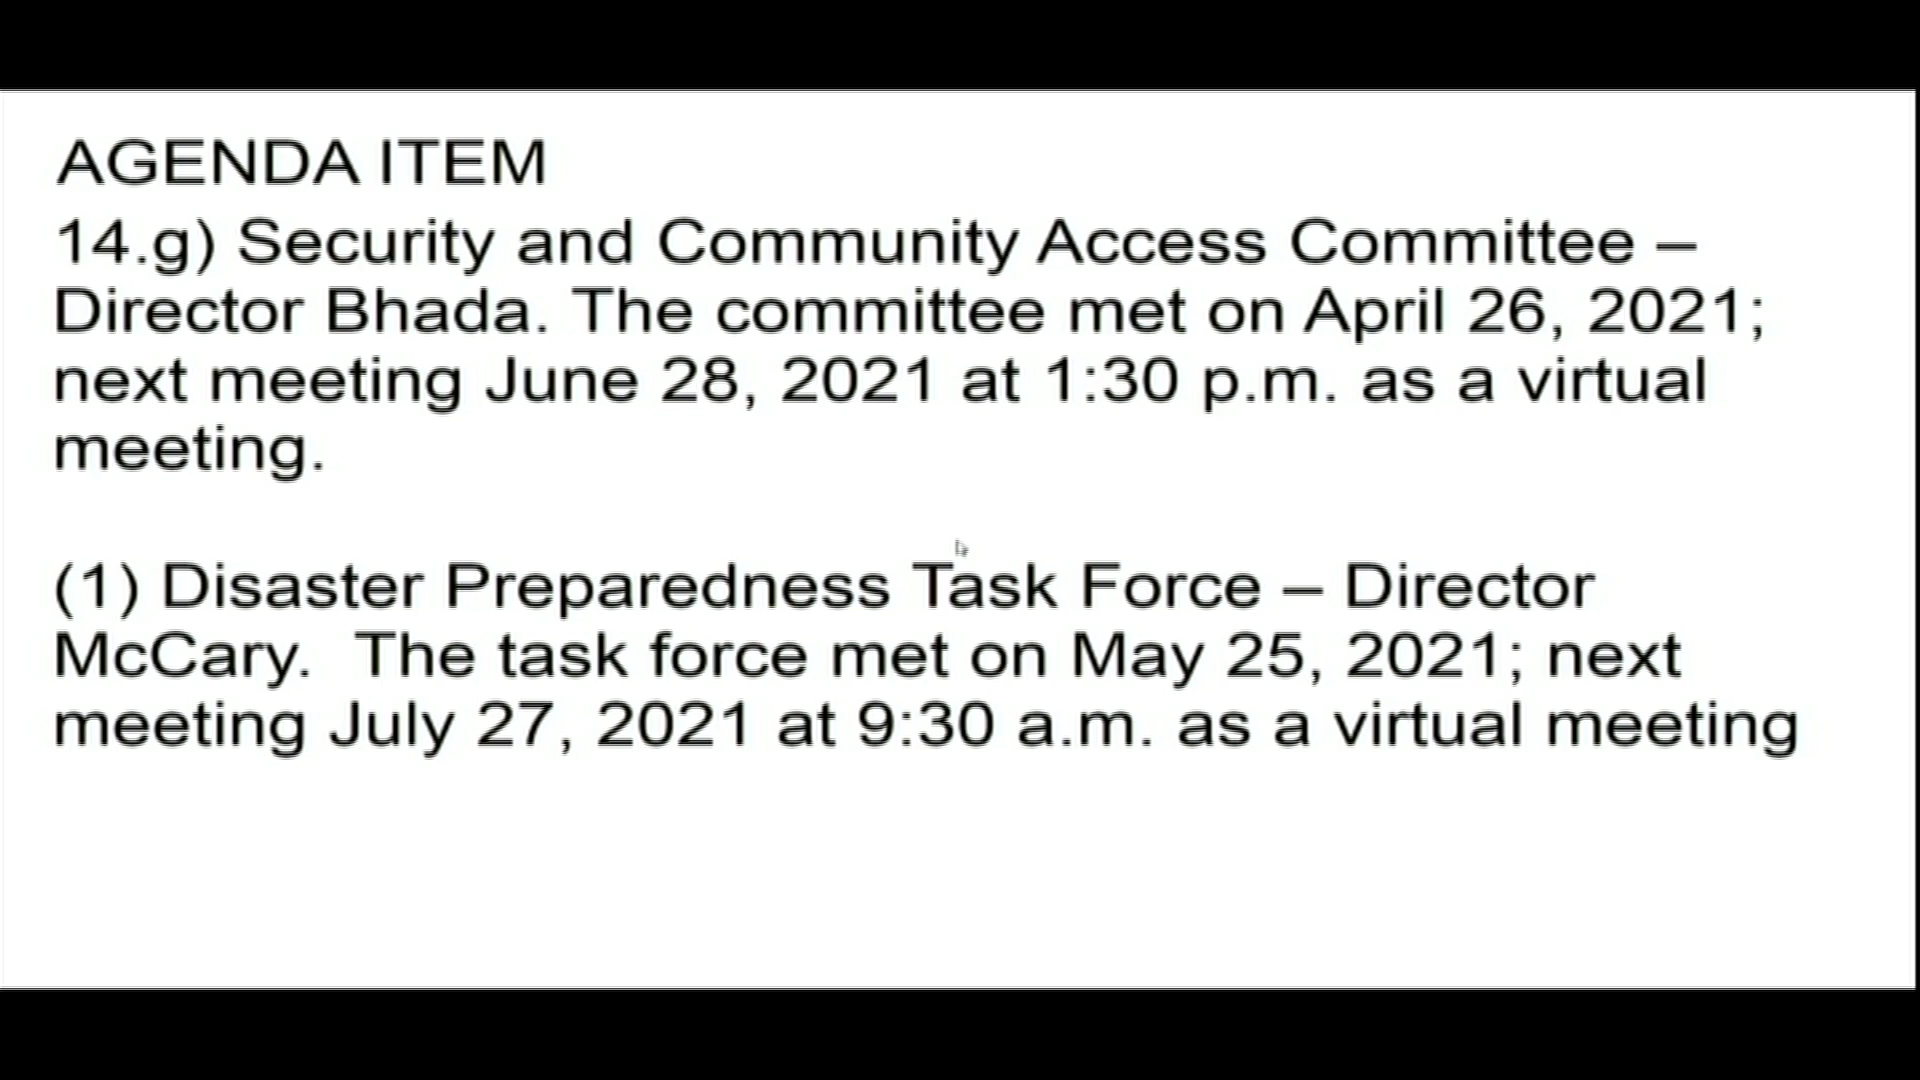 AGENDA ITEM
14.g) Security and Community Access Committee –
Director Bhada. The committee met on April 26, 2021;
next meeting June 28, 2021 at 1:30 p.m. as a virtual
meeting.
(1) Disaster Preparedness Task Force – Director
McCary.  The task force met on May 25, 2021; next
meeting July 27, 2021 at 9:30 a.m. as a virtual meeting